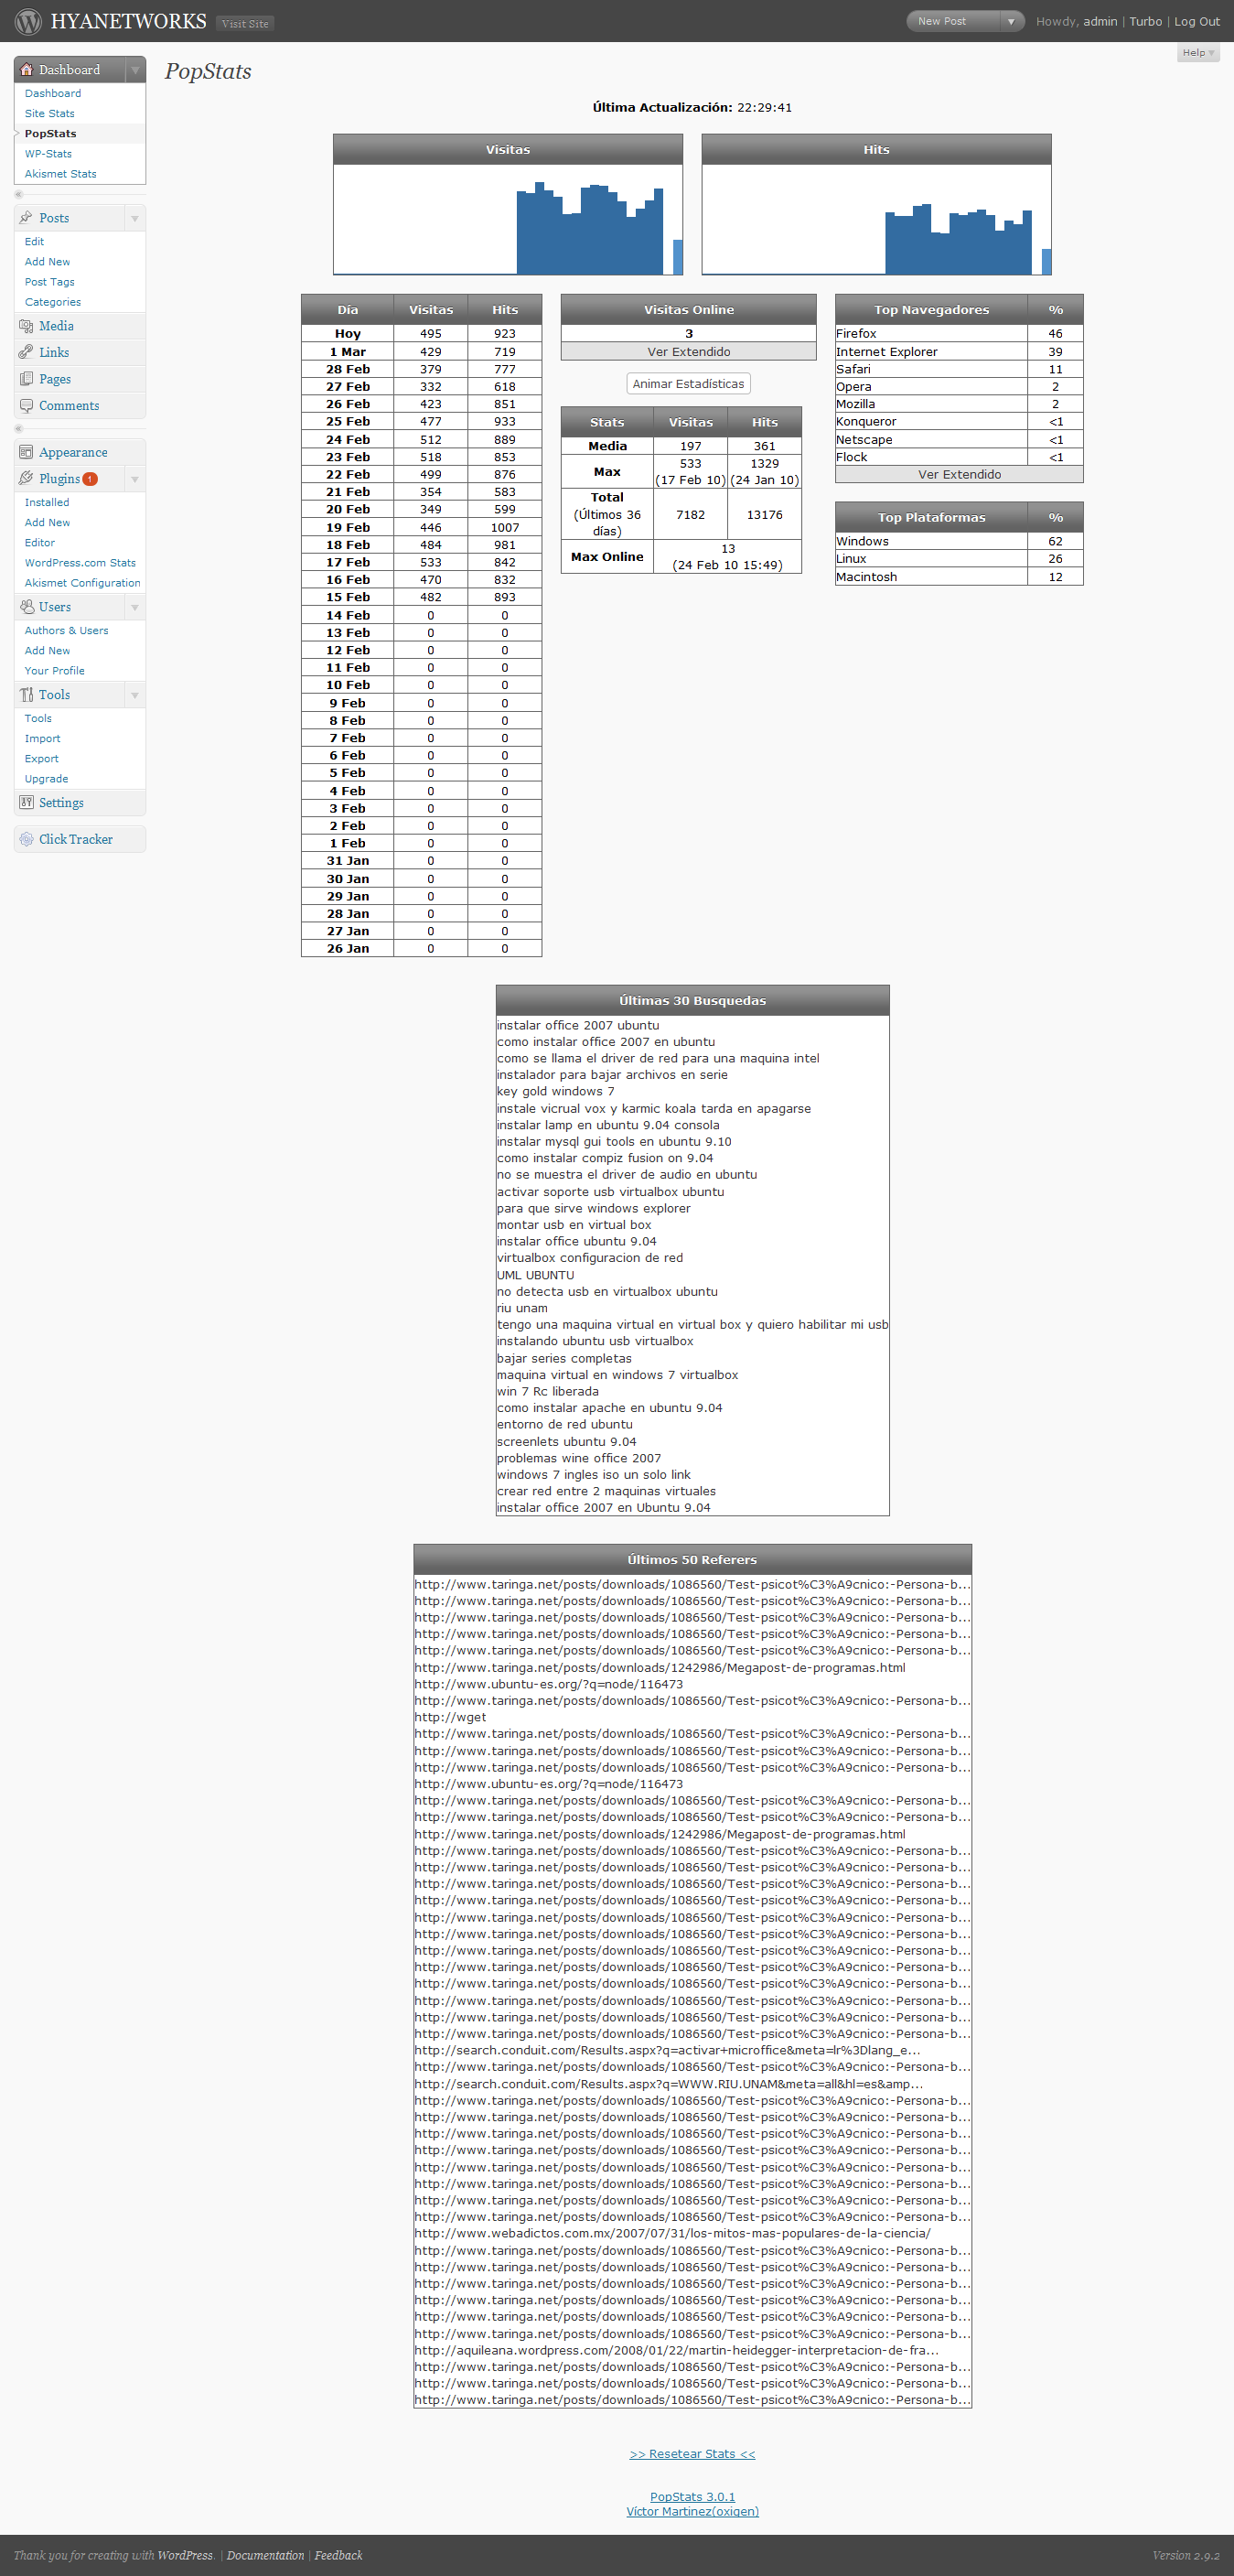 HYANETWORKS Visit Site New Post Howdy, admin | Turbo | Log Out
Help
Dashboard
Dashboard
Site Stats
PopStats
WP-Stats
Akismet Stats
Posts
Edit
Add New
Post Tags
Categories
Media
Links
Pages
Comments
Appearance
Plugins 1
Installed
Add New
Editor
WordPress.com Stats
Akismet Configuration
Users
Authors & Users
Add New
Your Profile
Tools
Tools
Import
Export
Upgrade
Settings
Click Tracker
PopStats
Última Actualización: 22:29:41
Visitas
Hits
Día Visitas Hits
Hoy 495 923
1 Mar 429 719
28 Feb 379 777
27 Feb 332 618
26 Feb 423 851
25 Feb 477 933
24 Feb 512 889
23 Feb 518 853
22 Feb 499 876
21 Feb 354 583
20 Feb 349 599
19 Feb 446 1007
18 Feb 484 981
17 Feb 533 842
16 Feb 470 832
15 Feb 482 893
14 Feb 0 0
13 Feb 0 0
12 Feb 0 0
11 Feb 0 0
10 Feb 0 0
9 Feb 0 0
8 Feb 0 0
7 Feb 0 0
6 Feb 0 0
5 Feb 0 0
4 Feb 0 0
3 Feb 0 0
2 Feb 0 0
1 Feb 0 0
31 Jan 0 0
30 Jan 0 0
29 Jan 0 0
28 Jan 0 0
27 Jan 0 0
26 Jan 0 0
Visitas Online
3
Ver Extendido
Animar Estadísticas
Stats Visitas Hits
Media 197 361
Max 533 (17 Feb 10) 1329 (24 Jan 10)
Total (Últimos 36 días) 7182 13176
Max Online 13 (24 Feb 10 15:49)
Top Navegadores %
Firefox 46
Internet Explorer 39
Safari 11
Opera 2
Mozilla 2
Konqueror <1
Netscape <1
Flock <1
Ver Extendido
Top Plataformas %
Windows 62
Linux 26
Macintosh 12
Últimas 30 Busquedas
instalar office 2007 ubuntu
como instalar office 2007 en ubuntu
como se llama el driver de red para una maquina intel
instalador para bajar archivos en serie
key gold windows 7
instale vicrual vox y karmic koala tarda en apagarse
instalar lamp en ubuntu 9.04 consola
instalar mysql gui tools en ubuntu 9.10
como instalar compiz fusion on 9.04
no se muestra el driver de audio en ubuntu
activar soporte usb virtualbox ubuntu
para que sirve windows explorer
montar usb en virtual box
instalar office ubuntu 9.04
virtualbox configuracion de red
UML UBUNTU
no detecta usb en virtualbox ubuntu
riu unam
tengo una maquina virtual en virtual box y quiero habilitar mi usb
instalando ubuntu usb virtualbox
bajar series completas
maquina virtual en windows 7 virtualbox
win 7 Rc liberada
como instalar apache en ubuntu 9.04
entorno de red ubuntu
screenlets ubuntu 9.04
problemas wine office 2007
windows 7 ingles iso un solo link
crear red entre 2 maquinas virtuales
instalar office 2007 en Ubuntu 9.04
Últimos 50 Referers
http://www.taringa.net/posts/downloads/1086560/Test-psicot%C3%A9cnico:-Persona-b...
http://www.taringa.net/posts/downloads/1086560/Test-psicot%C3%A9cnico:-Persona-b...
http://www.taringa.net/posts/downloads/1086560/Test-psicot%C3%A9cnico:-Persona-b...
http://www.taringa.net/posts/downloads/1086560/Test-psicot%C3%A9cnico:-Persona-b...
http://www.taringa.net/posts/downloads/1086560/Test-psicot%C3%A9cnico:-Persona-b...
http://www.taringa.net/posts/downloads/1242986/Megapost-de-programas.html
http://www.ubuntu-es.org/?q=node/116473
http://www.taringa.net/posts/downloads/1086560/Test-psicot%C3%A9cnico:-Persona-b...
http://wget
http://www.taringa.net/posts/downloads/1086560/Test-psicot%C3%A9cnico:-Persona-b...
http://www.taringa.net/posts/downloads/1086560/Test-psicot%C3%A9cnico:-Persona-b...
http://www.taringa.net/posts/downloads/1086560/Test-psicot%C3%A9cnico:-Persona-b...
http://www.ubuntu-es.org/?q=node/116473
http://www.taringa.net/posts/downloads/1086560/Test-psicot%C3%A9cnico:-Persona-b...
http://www.taringa.net/posts/downloads/1086560/Test-psicot%C3%A9cnico:-Persona-b...
http://www.taringa.net/posts/downloads/1242986/Megapost-de-programas.html
http://www.taringa.net/posts/downloads/1086560/Test-psicot%C3%A9cnico:-Persona-b...
http://www.taringa.net/posts/downloads/1086560/Test-psicot%C3%A9cnico:-Persona-b...
http://www.taringa.net/posts/downloads/1086560/Test-psicot%C3%A9cnico:-Persona-b...
http://www.taringa.net/posts/downloads/1086560/Test-psicot%C3%A9cnico:-Persona-b...
http://www.taringa.net/posts/downloads/1086560/Test-psicot%C3%A9cnico:-Persona-b...
http://www.taringa.net/posts/downloads/1086560/Test-psicot%C3%A9cnico:-Persona-b...
http://www.taringa.net/posts/downloads/1086560/Test-psicot%C3%A9cnico:-Persona-b...
http://www.taringa.net/posts/downloads/1086560/Test-psicot%C3%A9cnico:-Persona-b...
http://www.taringa.net/posts/downloads/1086560/Test-psicot%C3%A9cnico:-Persona-b...
http://www.taringa.net/posts/downloads/1086560/Test-psicot%C3%A9cnico:-Persona-b...
http://www.taringa.net/posts/downloads/1086560/Test-psicot%C3%A9cnico:-Persona-b...
http://www.taringa.net/posts/downloads/1086560/Test-psicot%C3%A9cnico:-Persona-b...
http://search.conduit.com/Results.aspx?q=activar+microffice&meta=lr%3Dlang_e...
http://www.taringa.net/posts/downloads/1086560/Test-psicot%C3%A9cnico:-Persona-b...
http://search.conduit.com/Results.aspx?q=WWW.RIU.UNAM&meta=all&hl=es&amp...
http://www.taringa.net/posts/downloads/1086560/Test-psicot%C3%A9cnico:-Persona-b...
http://www.taringa.net/posts/downloads/1086560/Test-psicot%C3%A9cnico:-Persona-b...
http://www.taringa.net/posts/downloads/1086560/Test-psicot%C3%A9cnico:-Persona-b...
http://www.taringa.net/posts/downloads/1086560/Test-psicot%C3%A9cnico:-Persona-b...
http://www.taringa.net/posts/downloads/1086560/Test-psicot%C3%A9cnico:-Persona-b...
http://www.taringa.net/posts/downloads/1086560/Test-psicot%C3%A9cnico:-Persona-b...
http://www.taringa.net/posts/downloads/1086560/Test-psicot%C3%A9cnico:-Persona-b...
http://www.taringa.net/posts/downloads/1086560/Test-psicot%C3%A9cnico:-Persona-b...
http://www.webadictos.com.mx/2007/07/31/los-mitos-mas-populares-de-la-ciencia/
http://www.taringa.net/posts/downloads/1086560/Test-psicot%C3%A9cnico:-Persona-b...
http://www.taringa.net/posts/downloads/1086560/Test-psicot%C3%A9cnico:-Persona-b...
http://www.taringa.net/posts/downloads/1086560/Test-psicot%C3%A9cnico:-Persona-b...
http://www.taringa.net/posts/downloads/1086560/Test-psicot%C3%A9cnico:-Persona-b...
http://www.taringa.net/posts/downloads/1086560/Test-psicot%C3%A9cnico:-Persona-b...
http://www.taringa.net/posts/downloads/1086560/Test-psicot%C3%A9cnico:-Persona-b...
http://aquileana.wordpress.com/2008/01/22/martin-heidegger-interpretacion-de-fra...
http://www.taringa.net/posts/downloads/1086560/Test-psicot%C3%A9cnico:-Persona-b...
http://www.taringa.net/posts/downloads/1086560/Test-psicot%C3%A9cnico:-Persona-b...
http://www.taringa.net/posts/downloads/1086560/Test-psicot%C3%A9cnico:-Persona-b...
>> Resetear Stats <<
PopStats 3.0.1
Víctor Martinez(oxigen)
Thank you for creating with WordPress. | Documentation | Feedback Version 2.9.2